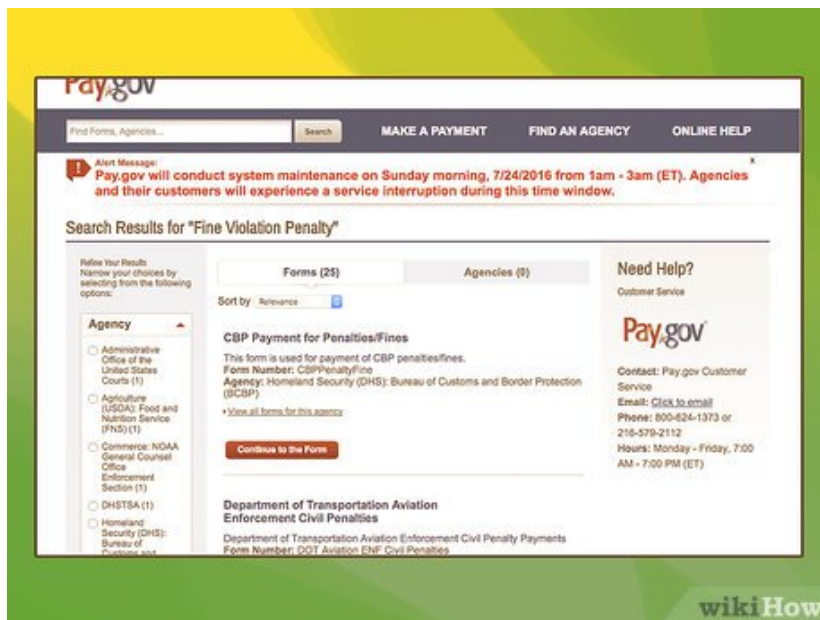 Pay.gov
Find Forms, Agencies...
Search
MAKE A PAYMENT
FIND AN AGENCY
ONLINE HELP
Alert Message:
x
Pay.gov will conduct system maintenance on Sunday morning, 7/24/2016 from 1am - 3am (ET). Agencies
and their customers will experience a service interruption during this time window.
Search Results for "Fine Violation Penalty"
Refine Your Results
Narrow your choices by
selecting from the following
options:
Agency
Administrative
Office of the
United States
Courts (1)
Agriculture
(USDA): Food and
Nutrition Service
(FNS) (1)
Commerce: NOAA
General Counsel
Office
Enforcement
Section (1)
DHSTSA (1)
Homeland
Security (DHS):
Bureau of
Customs and
Forms (25)
Agencies (0)
Sort by Relevance
CBP Payment for Penalties/Fines
This form is used for payment of CBP penalties/fines.
Form Number: CBPPenaltyFine
Agency: Homeland Security (DHS): Bureau of Customs and Border Protection
(BCBP)
View all forms for this agency
Continue to the Form
Department of Transportation Aviation
Enforcement Civil Penalties
Department of Transportation Aviation Enforcement Civil Penalty Payments
Form Number: DOT Aviation ENF Civil Penalties
Need Help?
Customer Service
Pay.gov
Contact: Pay.gov Customer
Service
Email: Click to email
Phone: 800-624-1373 or
216-579-2112
Hours: Monday - Friday, 7:00
AM - 7:00 PM (ET)
wikiHow